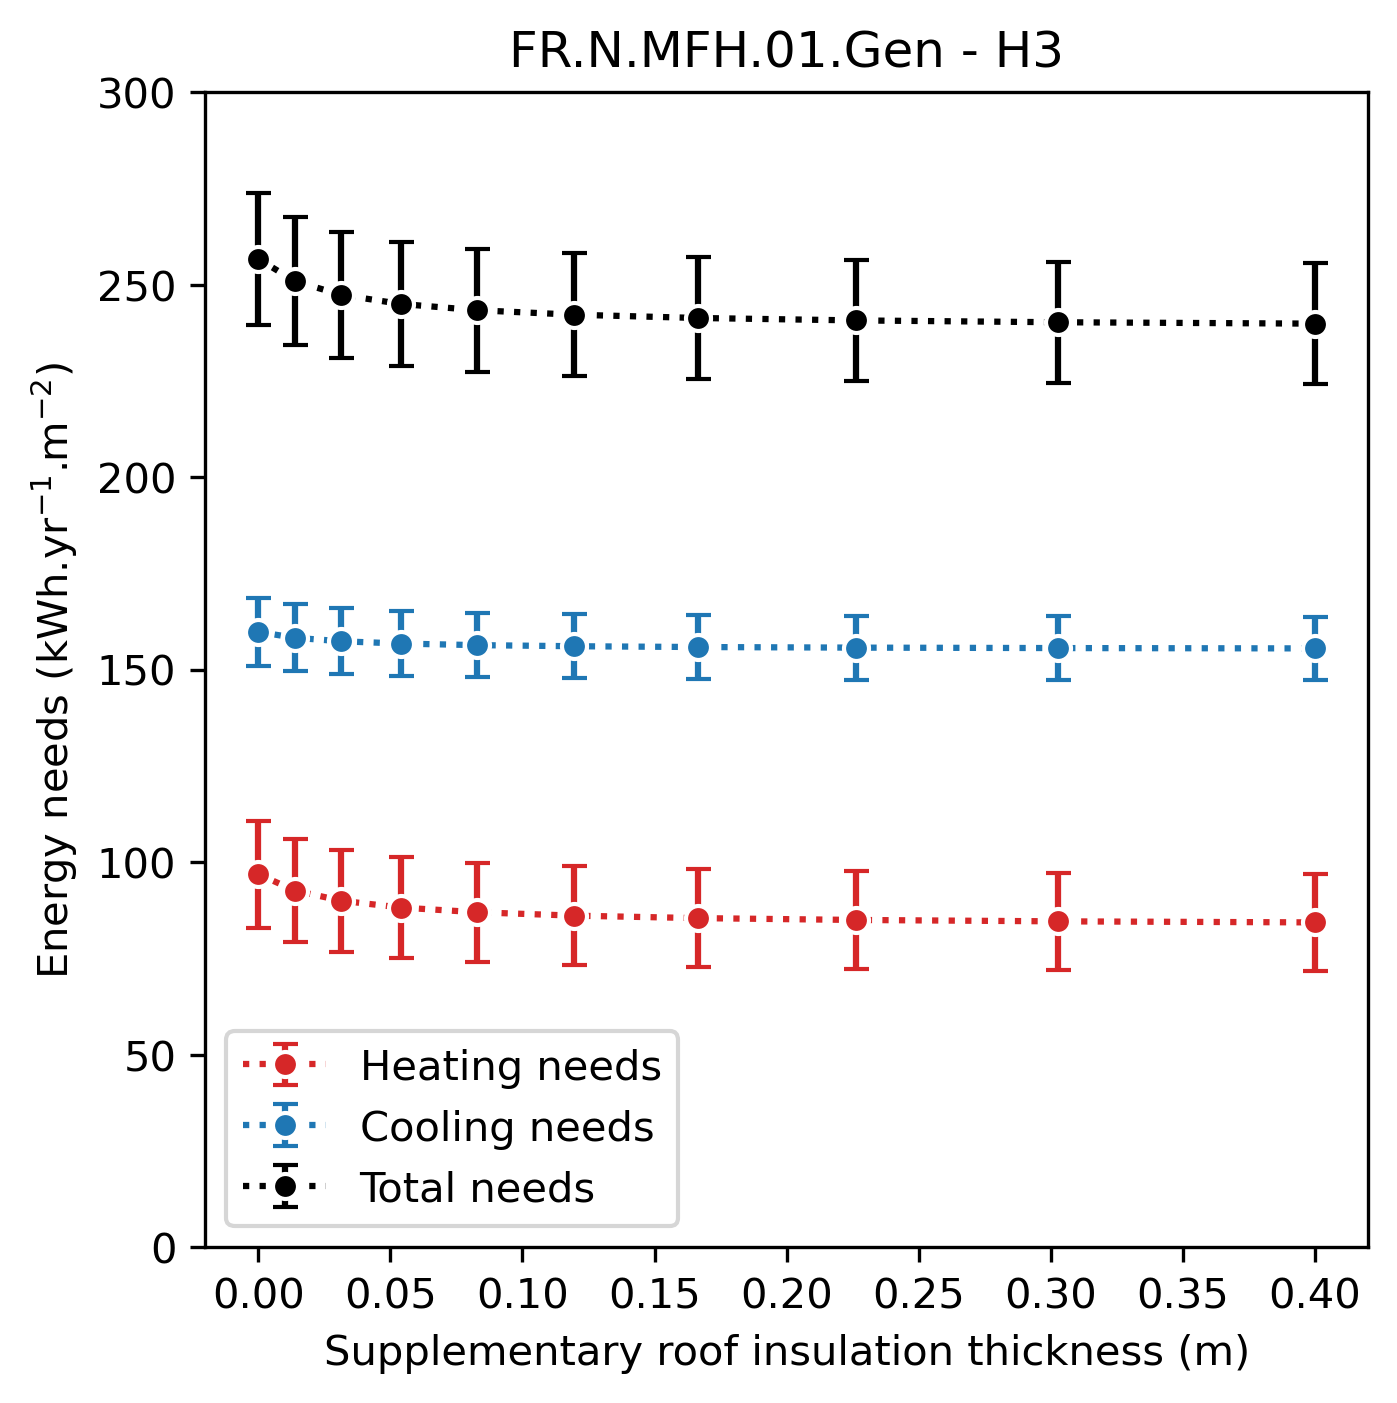 FR.N.MFH.01.Gen - H3
Energy needs (kWh.yr⁻¹.m⁻²)
300
250
200
150
100
50
0
Heating needs
Cooling needs
Total needs
0.00 0.05 0.10 0.15 0.20 0.25 0.30 0.35 0.40
Supplementary roof insulation thickness (m)